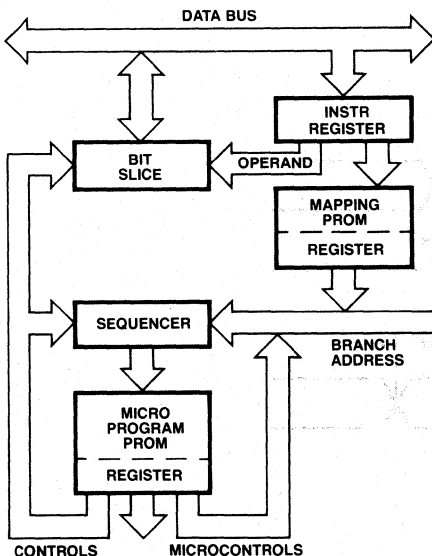 DATA BUS
INSTR
REGISTER
BIT
SLICE
OPERAND
MAPPING
PROM
REGISTER
SEQUENCER
BRANCH
ADDRESS
MICRO
PROGRAM
PROM
REGISTER
CONTROLS
MICROCONTROLS